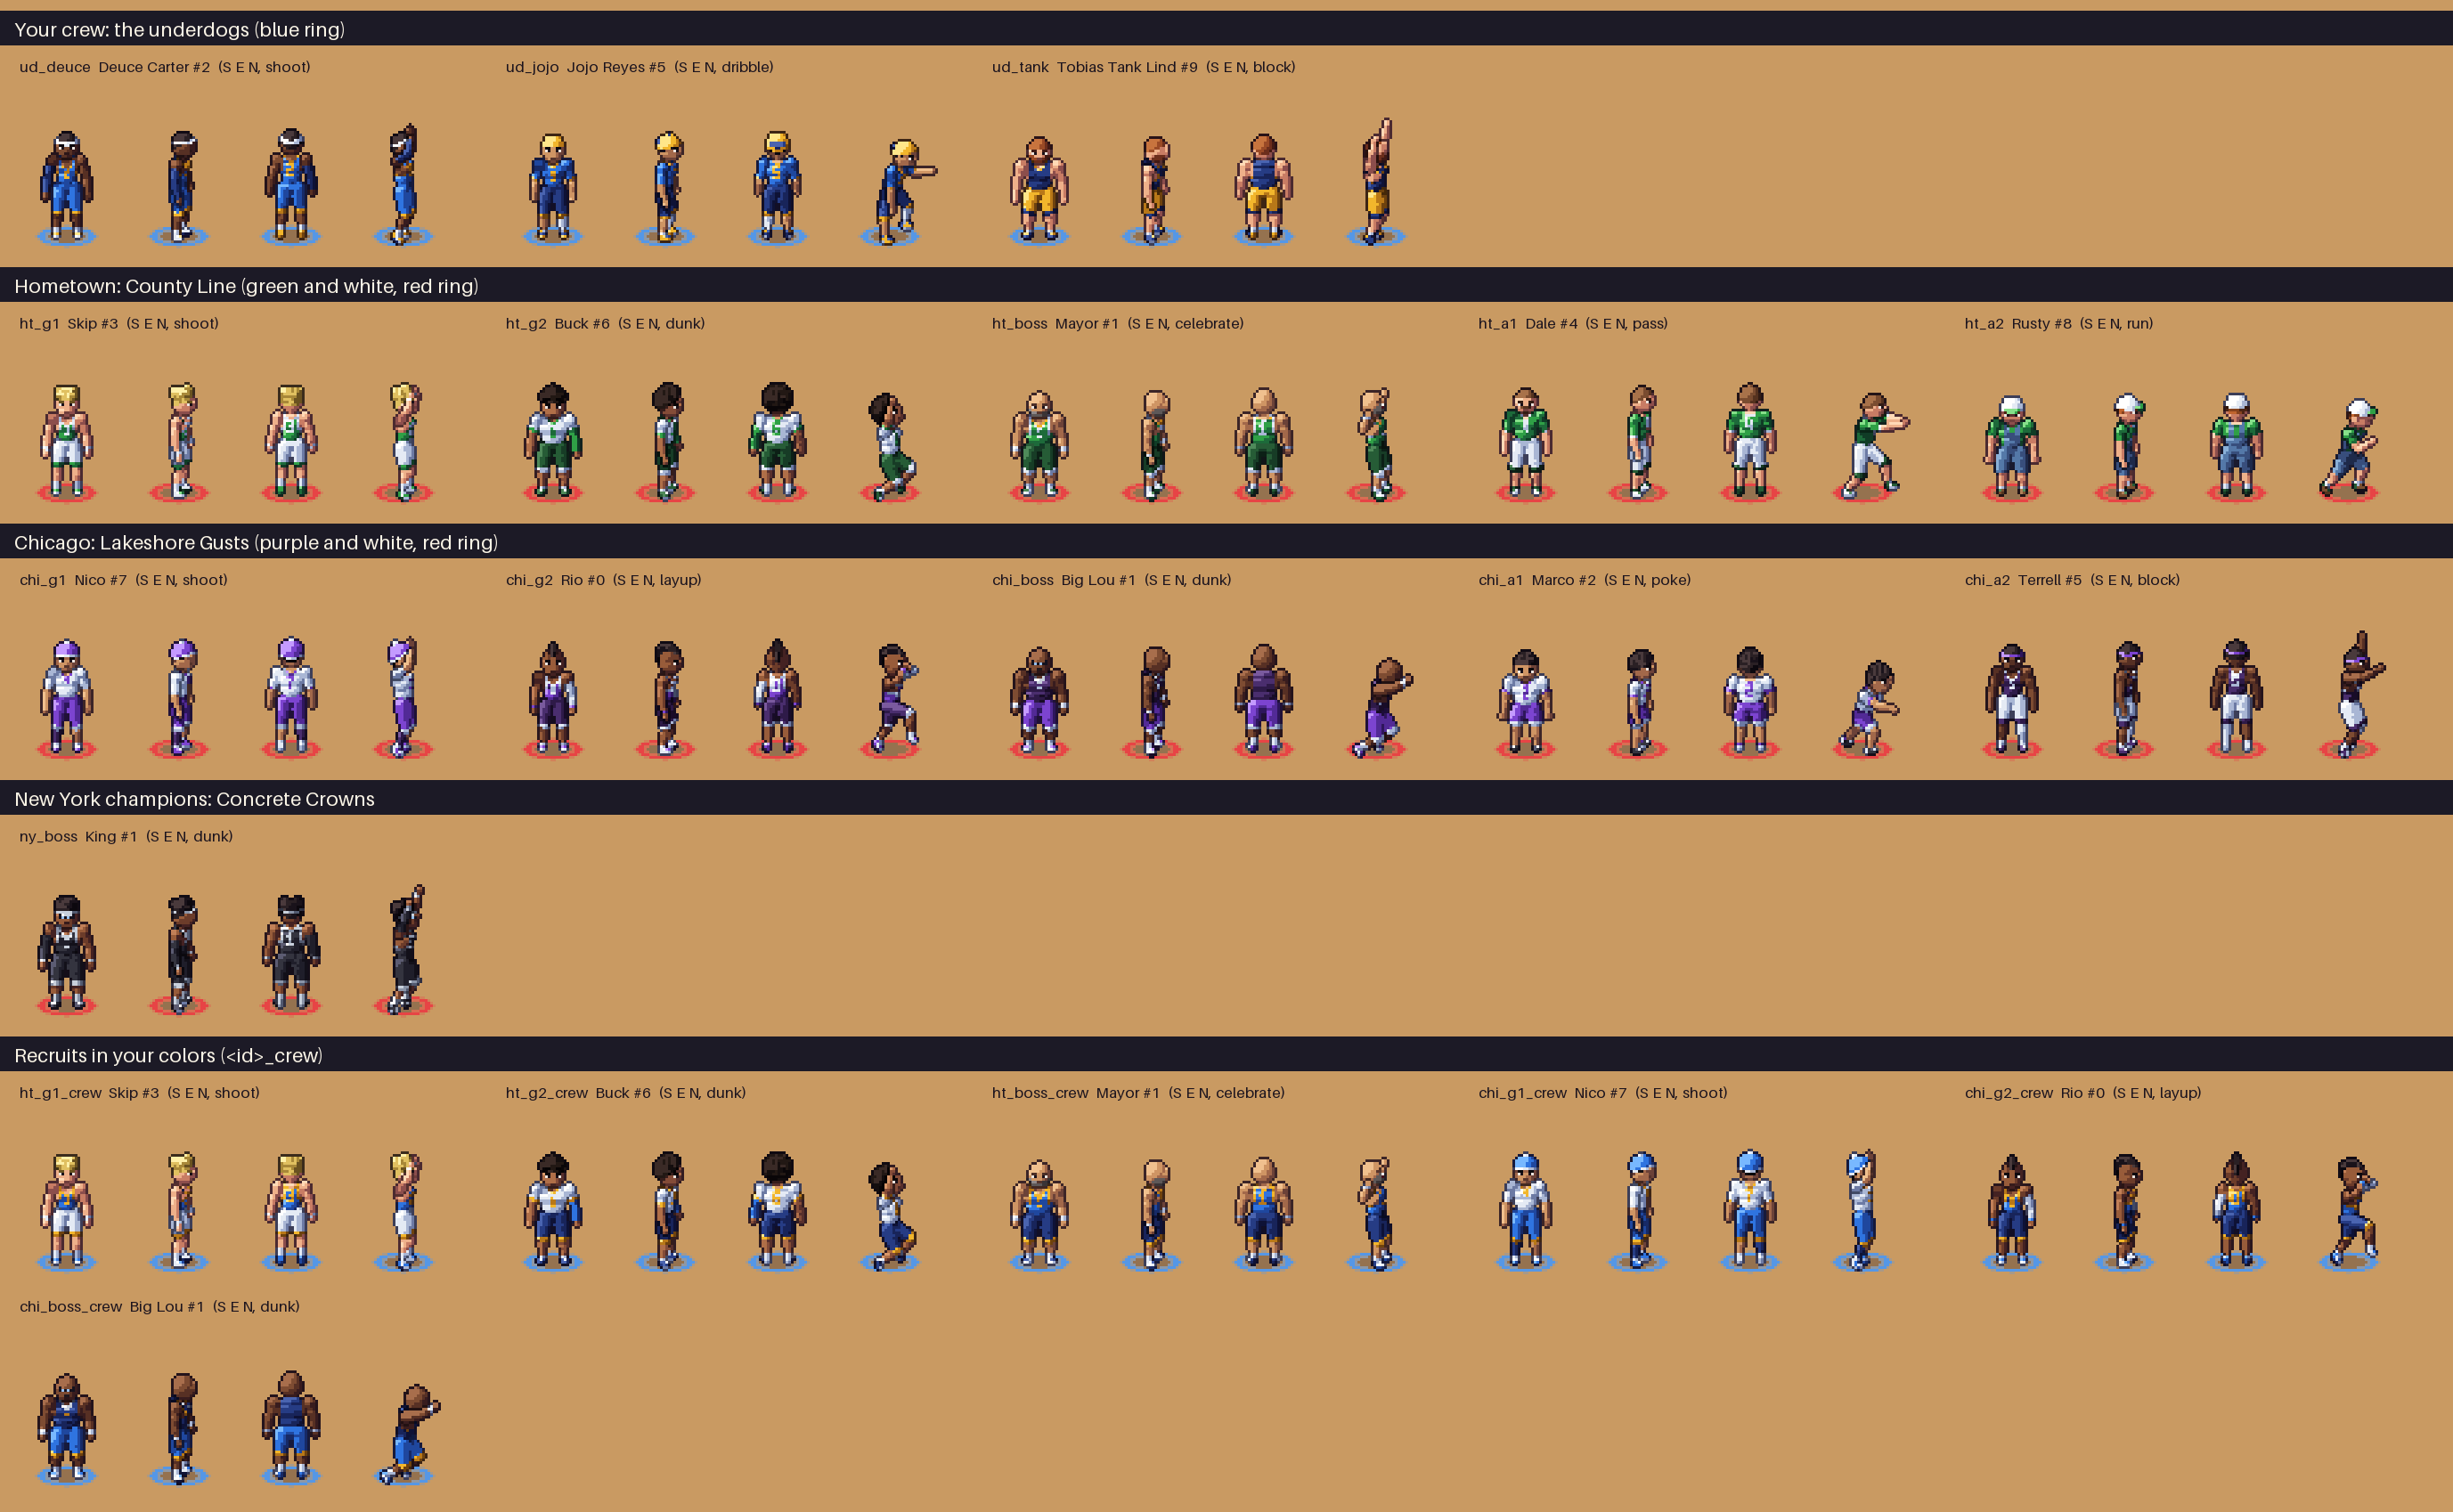 Your crew: the underdogs (blue ring)
ud_deuce Deuce Carter #2 (S E N, shoot)
ud_jojo Jojo Reyes #5 (S E N, dribble)
ud_tank Tobias Tank Lind #9 (S E N, block)
Hometown: County Line (green and white, red ring)
ht_g1 Skip #3 (S E N, shoot)
ht_g2 Buck #6 (S E N, dunk)
ht_boss Mayor #1 (S E N, celebrate)
ht_a1 Dale #4 (S E N, pass)
ht_a2 Rusty #8 (S E N, run)
Chicago: Lakeshore Gusts (purple and white, red ring)
chi_g1 Nico #7 (S E N, shoot)
chi_g2 Rio #0 (S E N, layup)
chi_boss Big Lou #1 (S E N, dunk)
chi_a1 Marco #2 (S E N, poke)
chi_a2 Terrell #5 (S E N, block)
New York champions: Concrete Crowns
ny_boss King #1 (S E N, dunk)
Recruits in your colors (<id>_crew)
ht_g1_crew Skip #3 (S E N, shoot)
ht_g2_crew Buck #6 (S E N, dunk)
ht_boss_crew Mayor #1 (S E N, celebrate)
chi_g1_crew Nico #7 (S E N, shoot)
chi_g2_crew Rio #0 (S E N, layup)
chi_boss_crew Big Lou #1 (S E N, dunk)